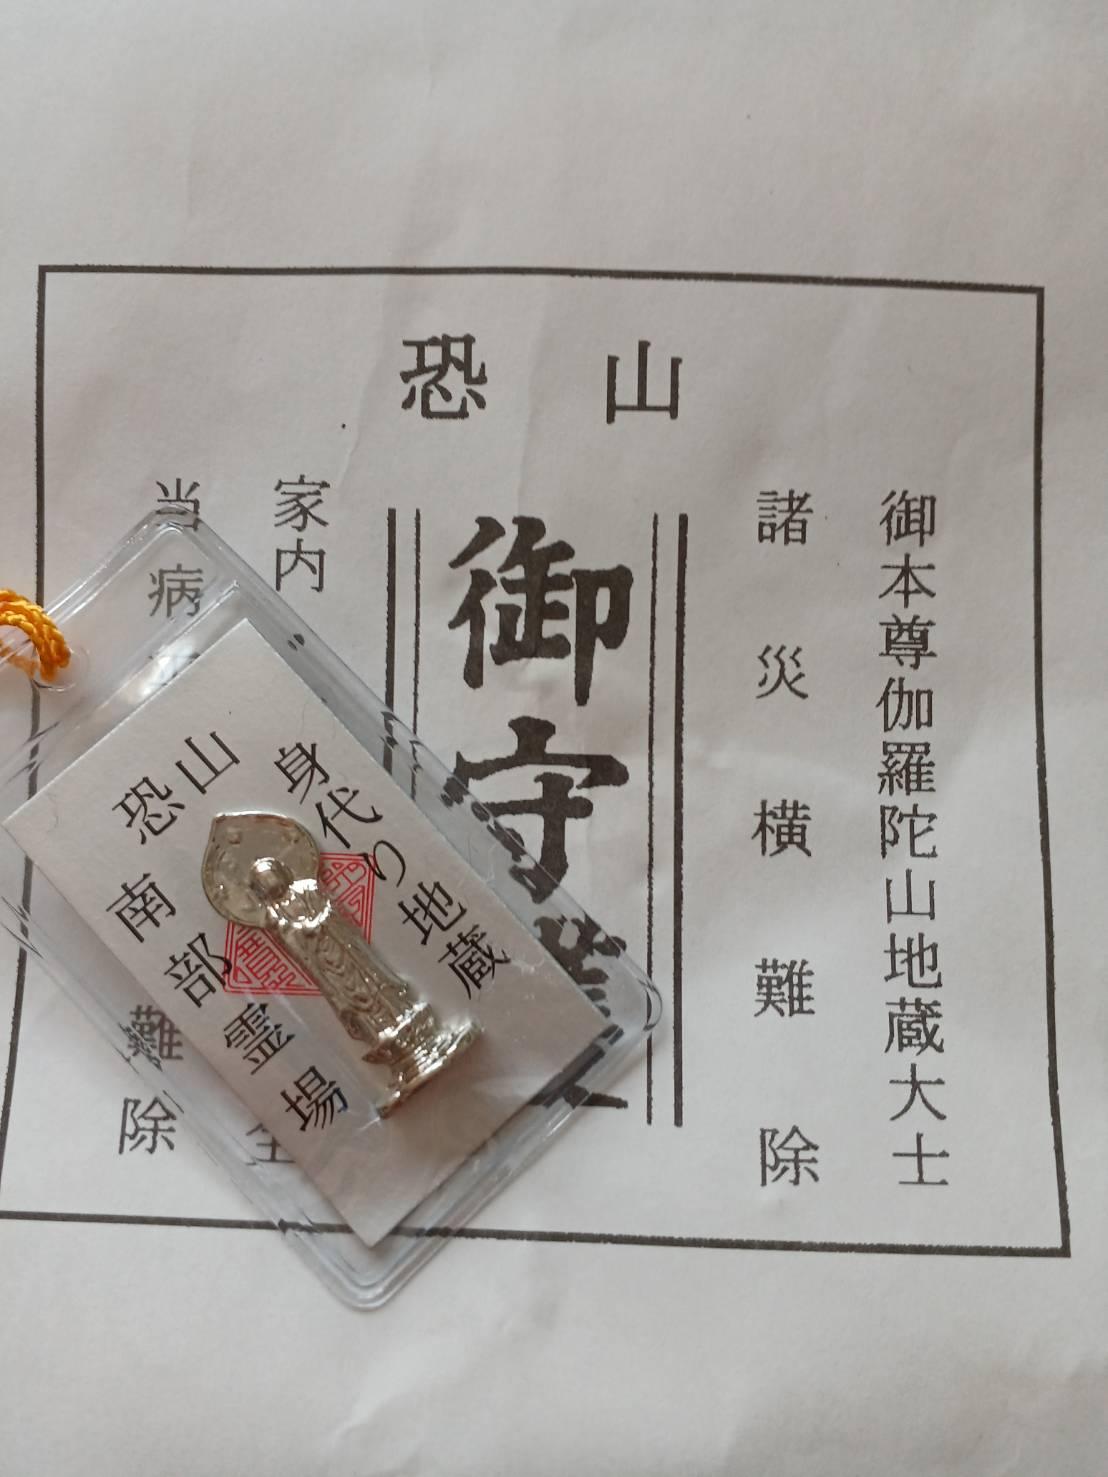 恐山
御本尊伽羅陀山地蔵大士
諸災横難除
御守護
家内
当病
難除
身代り地蔵
恐山
南部霊場